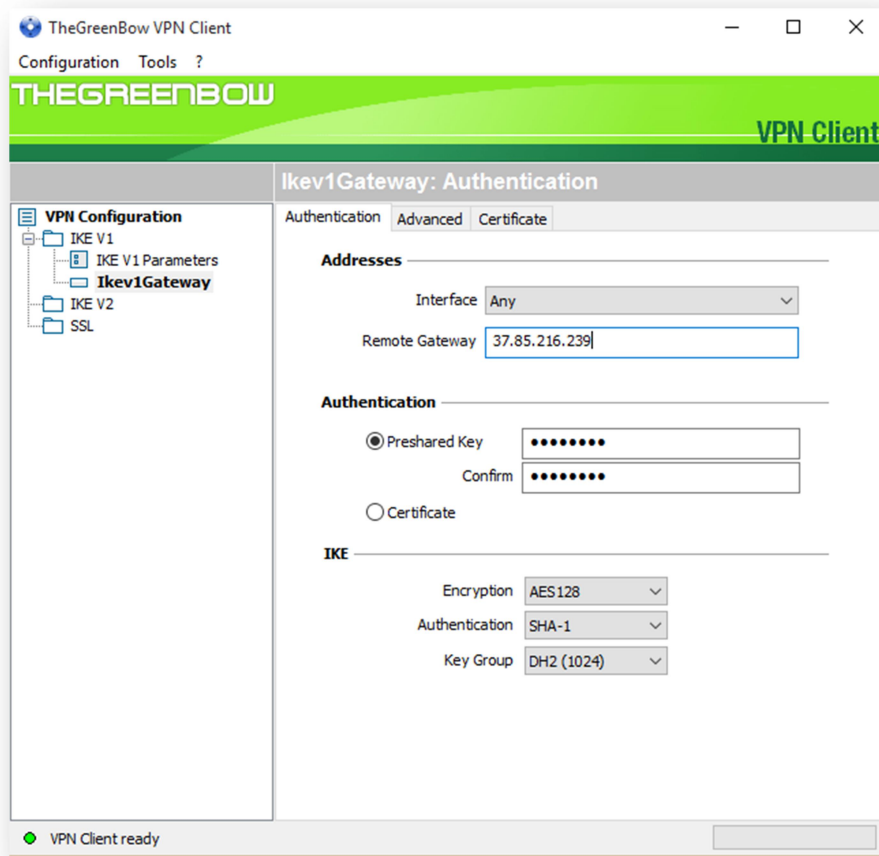 TheGreenBow VPN Client
Configuration Tools ?
THEGREENBOW
VPN Client
Ikev1Gateway: Authentication
VPN Configuration
IKE V1
IKE V1 Parameters
Ikev1Gateway
IKE V2
SSL
Authentication Advanced Certificate
Addresses
Interface Any
Remote Gateway 37.85.216.239
Authentication
Preshared Key ●●●●●●●●
Confirm ●●●●●●●●
Certificate
IKE
Encryption AES128
Authentication SHA-1
Key Group DH2 (1024)
VPN Client ready